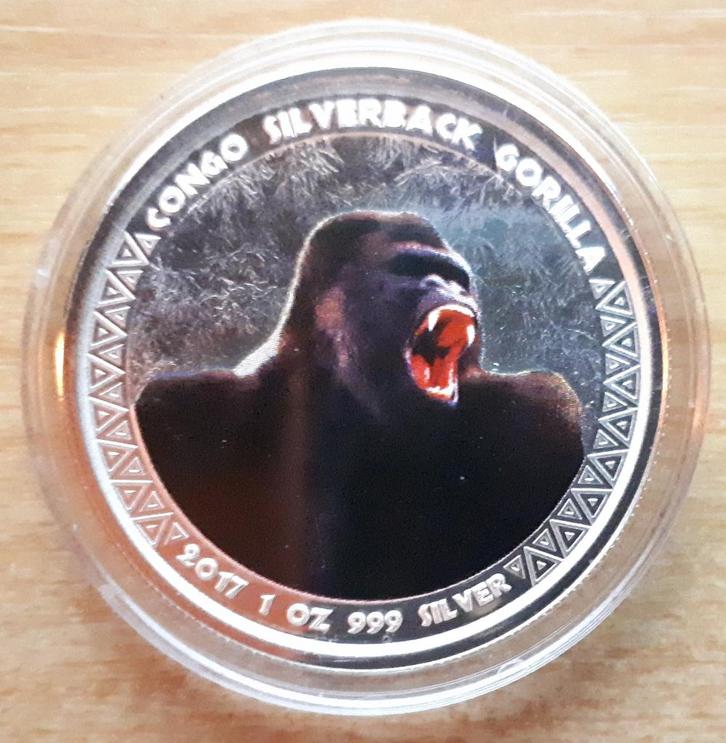 CONGO SILVERBACK GORILLA
2017 1 OZ 999 SILVER